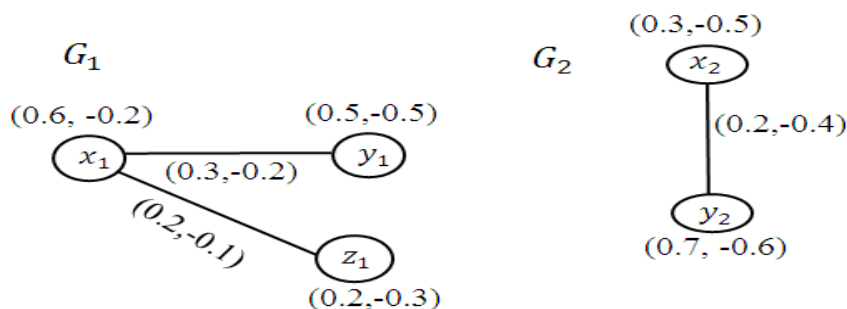 G₁
(0.6, -0.2)
(0.5,-0.5)
x₁
y₁
(0.3,-0.2)
(0.2,-0.1)
z₁
(0.2,-0.3)
G₂
(0.3,-0.5)
x₂
(0.2,-0.4)
y₂
(0.7, -0.6)